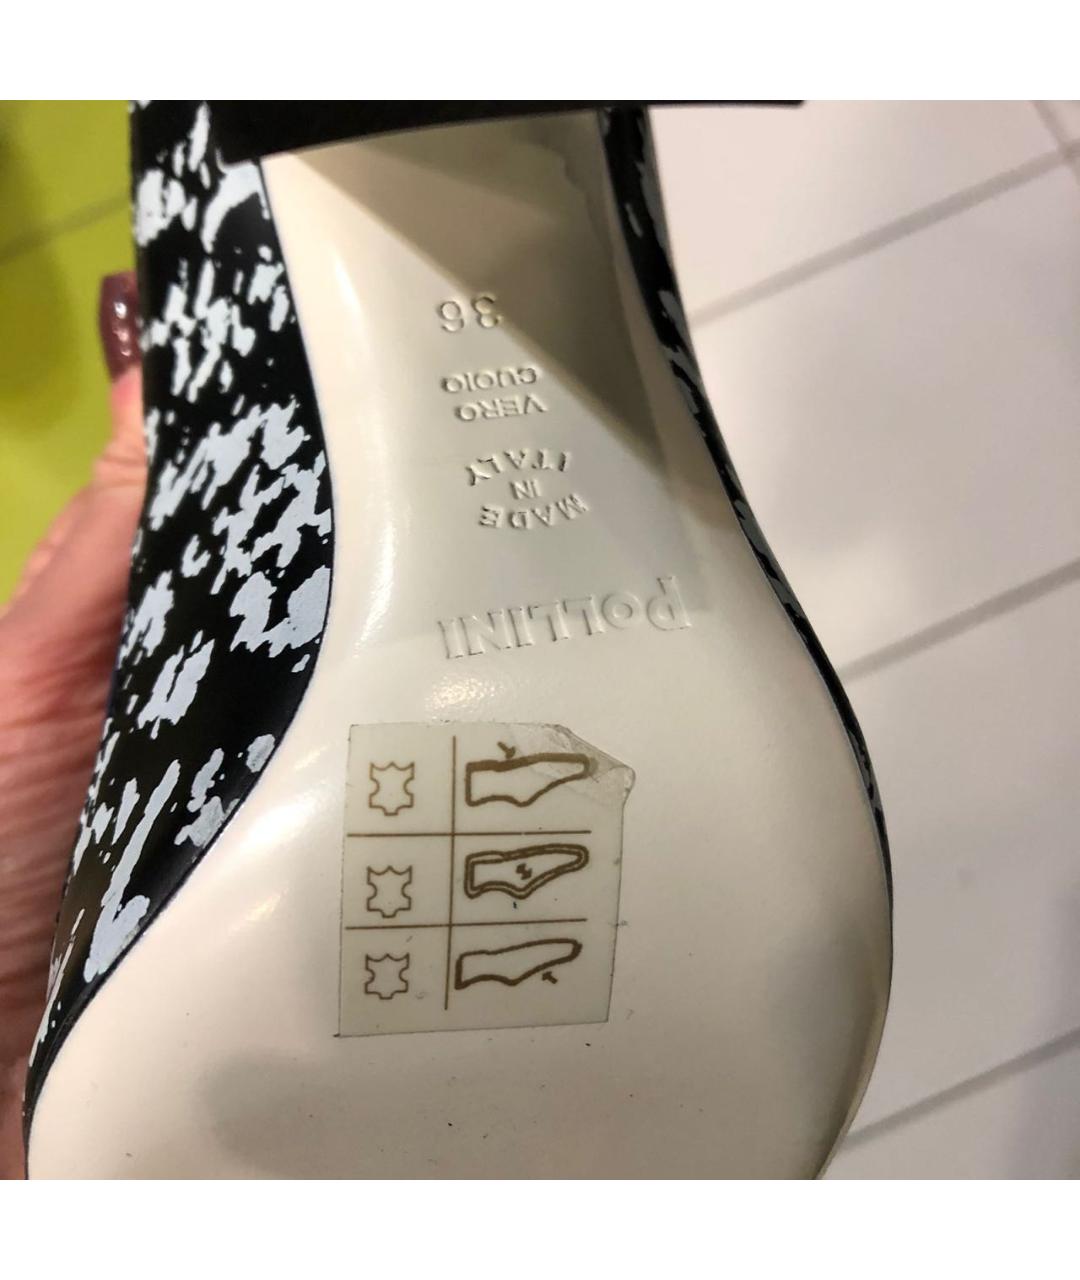 POLLINI
MADE
IN
ITALY
VERO
CUOIO
36